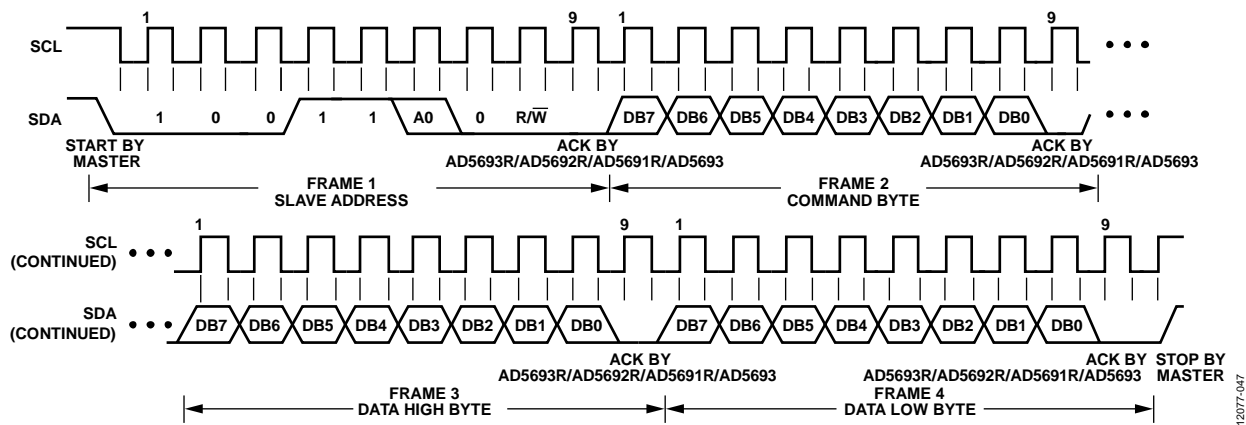 1 9 1 9
SCL
SDA 1 0 0 1 1 A0 0 R/W̅ DB7 DB6 DB5 DB4 DB3 DB2 DB1 DB0
START BY MASTER
ACK BY AD5693R/AD5692R/AD5691R/AD5693
ACK BY AD5693R/AD5692R/AD5691R/AD5693
FRAME 1 SLAVE ADDRESS
FRAME 2 COMMAND BYTE
1 9 1 9
SCL (CONTINUED)
SDA (CONTINUED) DB7 DB6 DB5 DB4 DB3 DB2 DB1 DB0 DB7 DB6 DB5 DB4 DB3 DB2 DB1 DB0
ACK BY AD5693R/AD5692R/AD5691R/AD5693
ACK BY AD5693R/AD5692R/AD5691R/AD5693
STOP BY MASTER
FRAME 3 DATA HIGH BYTE
FRAME 4 DATA LOW BYTE
12077-047